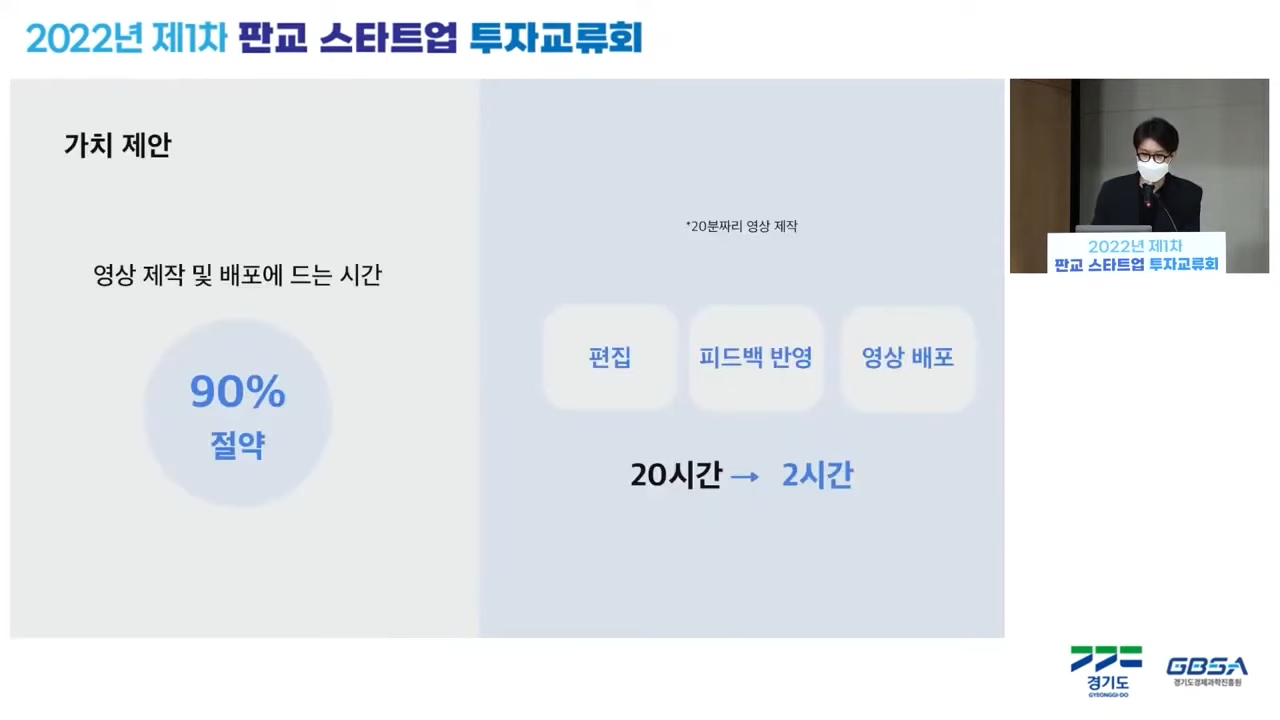 2022년 제1차 판교 스타트업 투자교류회
가치 제안
영상 제작 및 배포에 드는 시간
90%
절약
*20분짜리 영상 제작
편집
피드백 반영
영상 배포
20시간 → 2시간
2022년 제1차
판교 스타트업 투자교류회
경기도
GYEONGGI-DO
GBSA
경기도경제과학진흥원